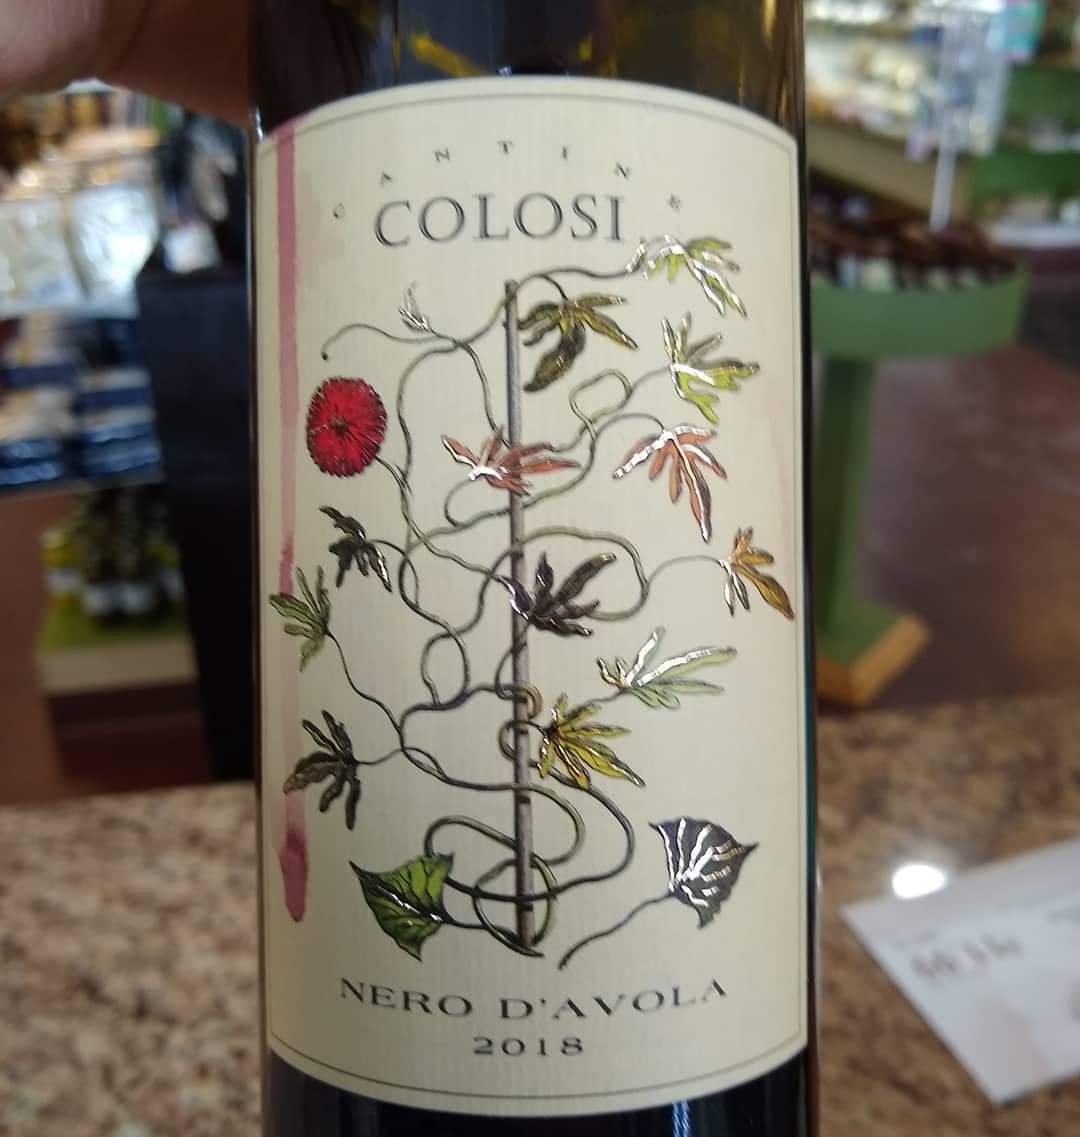 CANTINE
COLOSI
NERO D'AVOLA
2018